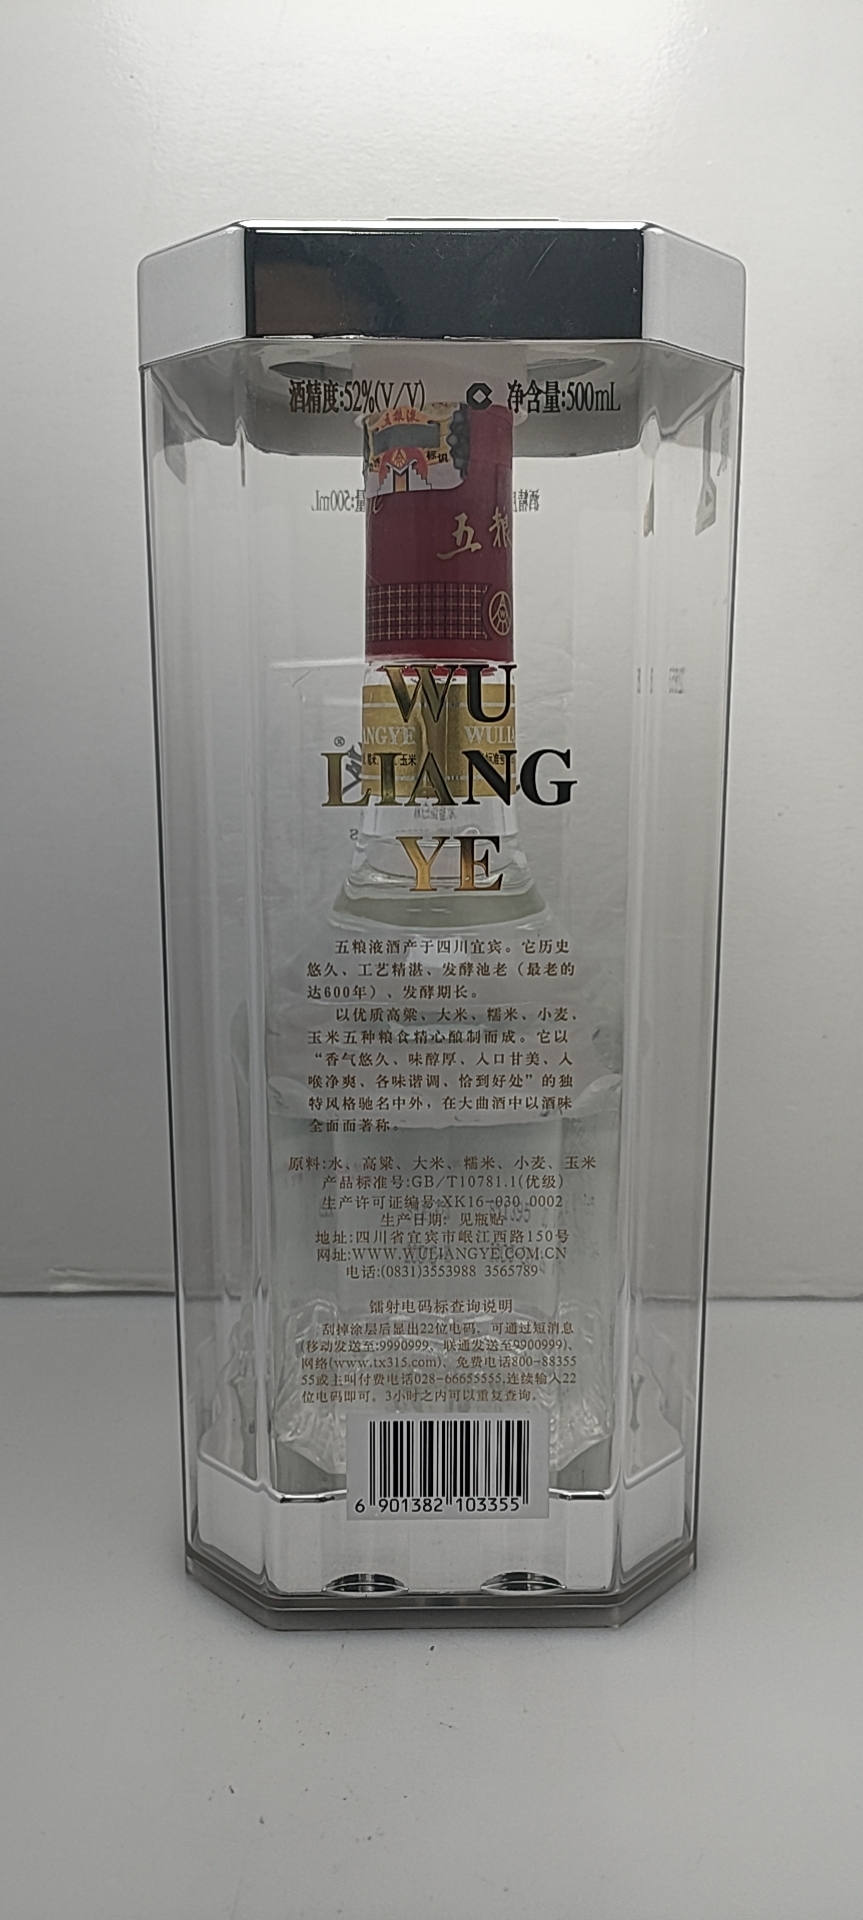 酒精度:52%(V/V) 净含量:500mL
五粮液
标识
五粮
WU
LIANG
YE
WULI
玉米
五粮液酒产于四川宜宾。它历史
悠久、工艺精湛、发酵池老（最老的
达600年）、发酵期长。
以优质高粱、大米、糯米、小麦、
玉米五种粮食精心酿制而成。它以
“香气悠久、味醇厚、入口甘美、入
喉净爽、各味谐调、恰到好处”的独
特风格驰名中外，在大曲酒中以酒味
全面而著称。
原料:水、高粱、大米、糯米、小麦、玉米
产品标准号:GB/T10781.1(优级)
生产许可证编号:XK16-030 0002
生产日期: 见瓶贴
地址:四川省宜宾市岷江西路150号
网址:WWW.WULIANGYE.COM.CN
电话:(0831)3553988 3565789
镭射电码标查询说明
刮掉涂层后显出22位电码，可通过短消息
(移动发送至:9990999、联通发送至9900999)、
网络(www.tx315.com)、免费电话800-88355
55或主叫付费电话028-66655555,连续输入22
位电码即可。3小时之内可以重复查询。
6 901382 103355